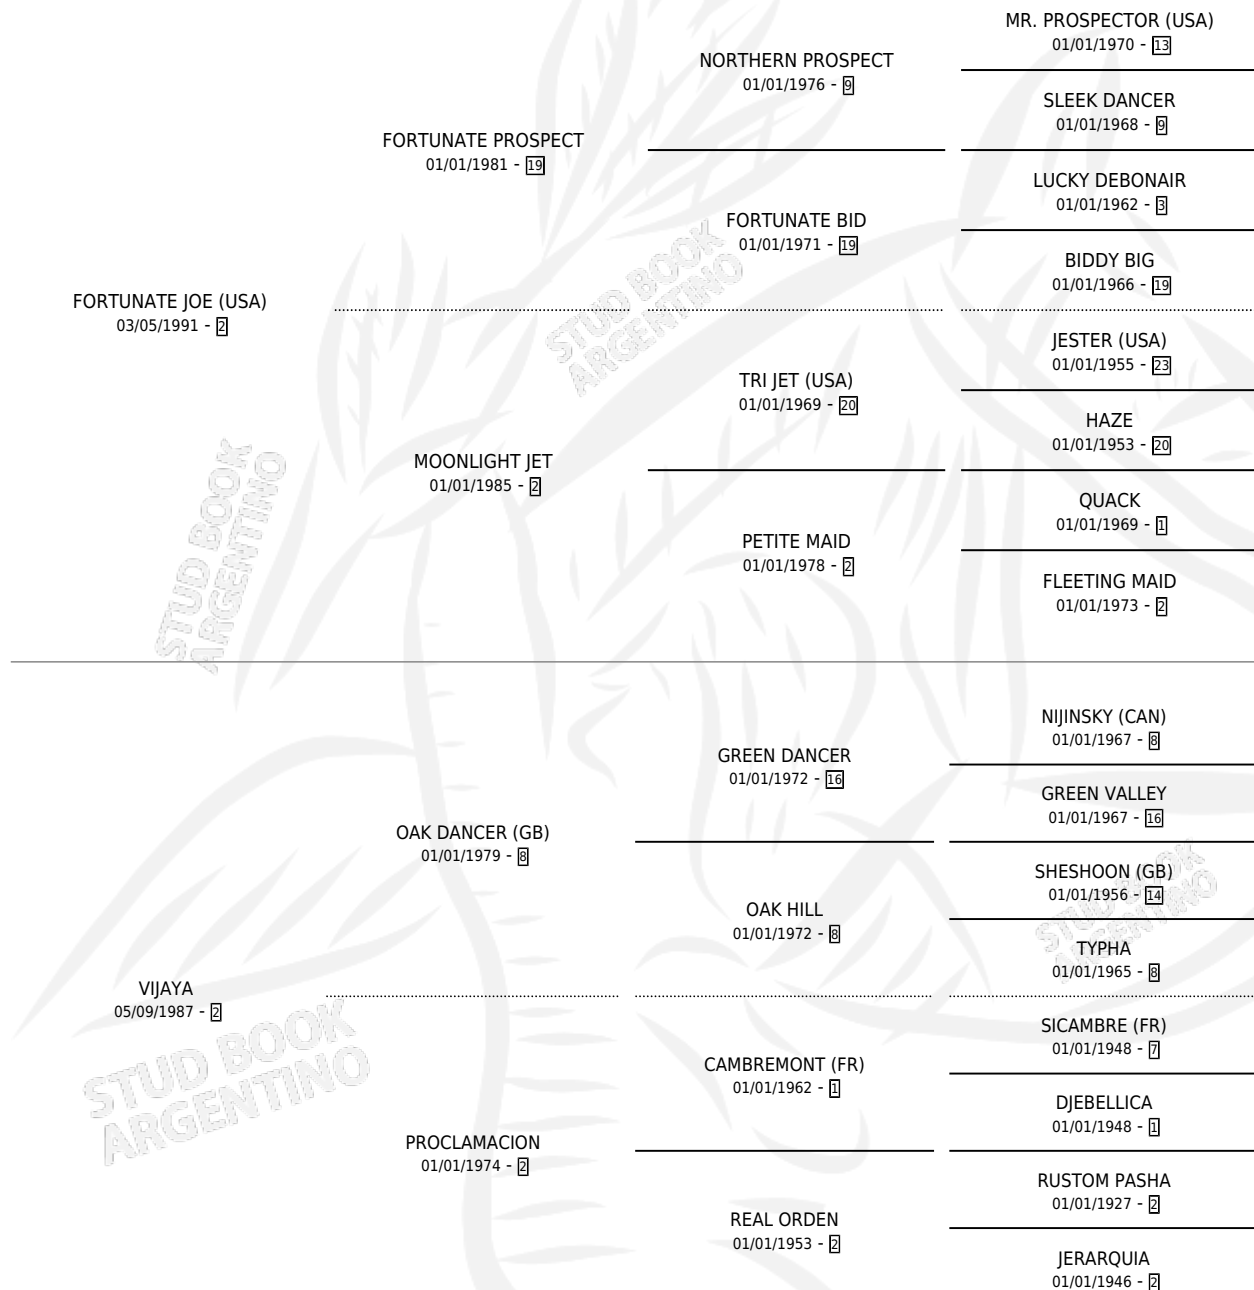 MR. PROSPECTOR (USA)
01/01/1970 - 13
NORTHERN PROSPECT
01/01/1976 - 9
SLEEK DANCER
01/01/1968 - 9
FORTUNATE PROSPECT
01/01/1981 - 19
LUCKY DEBONAIR
01/01/1962 - 3
FORTUNATE BID
01/01/1971 - 19
BIDDY BIG
01/01/1966 - 19
FORTUNATE JOE (USA)
03/05/1991 - 2
STUD BOOK
ARGENTINO
JESTER (USA)
01/01/1955 - 23
TRI JET (USA)
01/01/1969 - 20
HAZE
01/01/1953 - 20
MOONLIGHT JET
01/01/1985 - 2
STUD BOOK
ARGENTINO
QUACK
01/01/1969 - 1
PETITE MAID
01/01/1978 - 2
FLEETING MAID
01/01/1973 - 2
NIJINSKY (CAN)
01/01/1967 - 8
GREEN DANCER
01/01/1972 - 16
GREEN VALLEY
01/01/1967 - 16
OAK DANCER (GB)
01/01/1979 - 8
SHESHOON (GB)
01/01/1956 - 14
STUD BOOK
ARGENTINO
OAK HILL
01/01/1972 - 8
TYPHA
01/01/1965 - 8
VIJAYA
05/09/1987 - 2
STUD BOOK
ARGENTINO
SICAMBRE (FR)
01/01/1948 - 7
CAMBREMONT (FR)
01/01/1962 - 1
DJEBELLICA
01/01/1948 - 1
PROCLAMACION
01/01/1974 - 2
RUSTOM PASHA
01/01/1927 - 2
REAL ORDEN
01/01/1953 - 2
JERARQUIA
01/01/1946 - 2